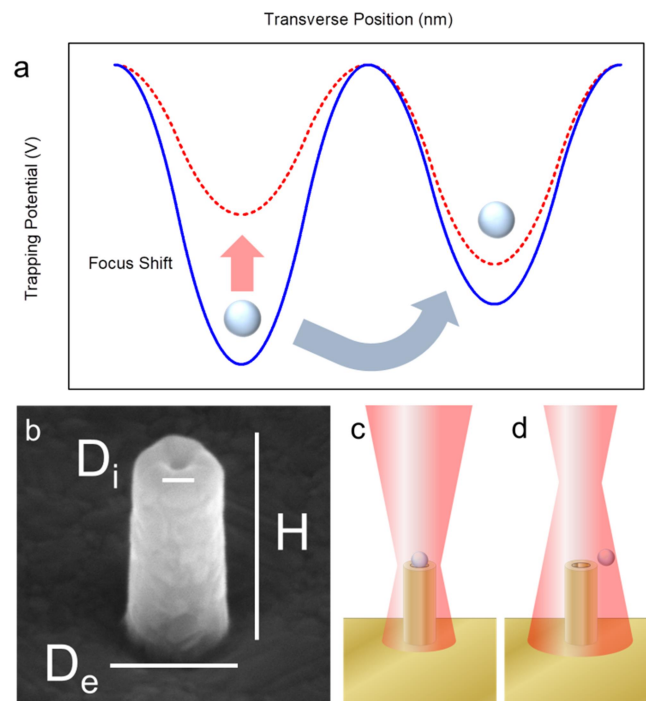 Transverse Position (nm)
a
Trapping Potential (V)
Focus Shift
b
Dᵢ
H
Dₑ
c
d